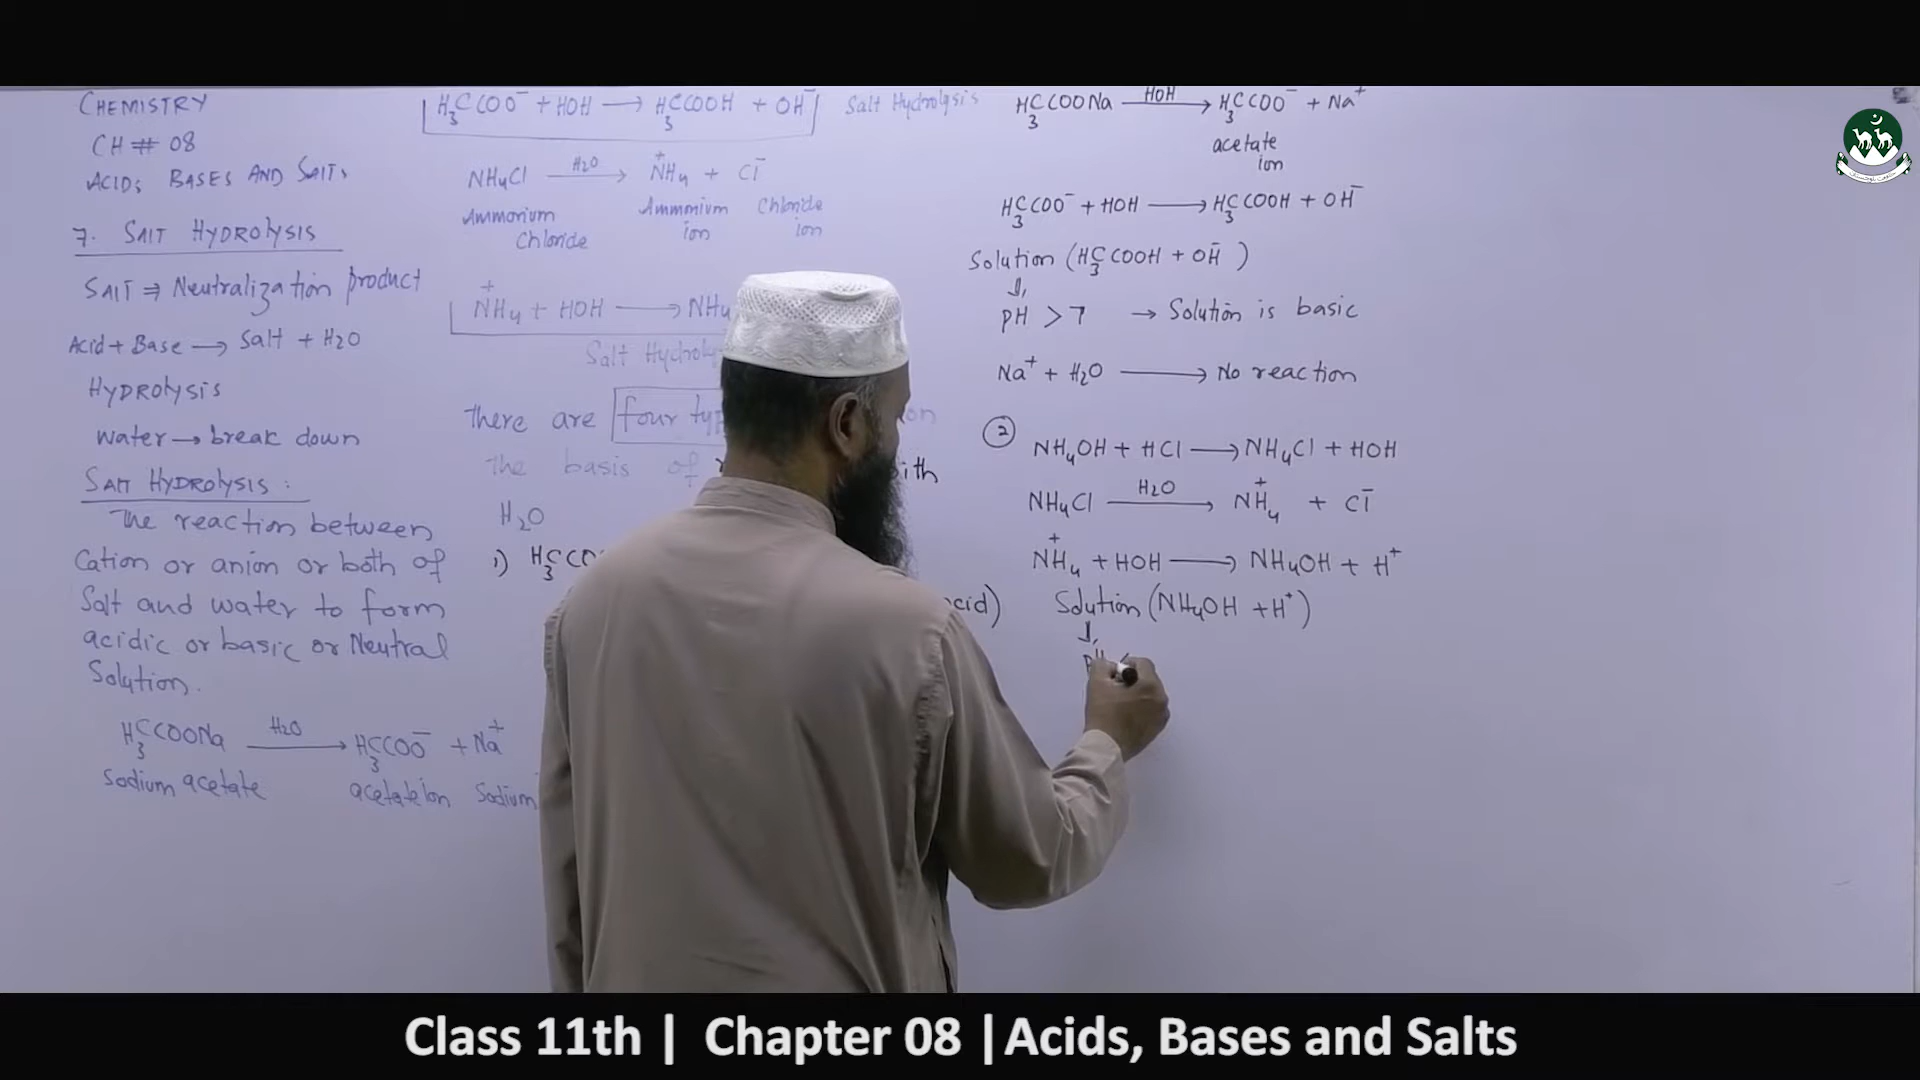 CHEMISTRY
CH # 08
ACIDS BASES AND SALTS
7. SALT HYDROLYSIS
SALT ⇒ Neutralization product
Acid + Base → Salt + H2O
HYDROLYSIS
Water → break down
SALT HYDROLYSIS :
The reaction between
Cation or anion or both of
Salt and water to form
acidic or basic or Neutral
Solution.
H3CCOONa —H2O→ H3CCOO⁻ + Na⁺
Sodium acetate acetate ion Sodium
H3CCOO⁻ + HOH → H3CCOOH + OH⁻ Salt Hydrolysis
NH4Cl —H2O→ NH4⁺ + Cl⁻
Ammonium Chloride Ammonium ion Chloride ion
NH4⁺ + HOH → NH4
Salt
there are four
the basis of
H2O
1) H3C
H3CCOONa —HOH→ H3CCOO⁻ + Na⁺
acetate
ion
H3CCOO⁻ + HOH → H3CCOOH + OH⁻
Solution (H3CCOOH + OH⁻)
↓
PH > 7 → Solution is basic
Na⁺ + H2O → No reaction
② NH4OH + HCl → NH4Cl + HOH
NH4Cl —H2O→ NH4⁺ + Cl⁻
NH4⁺ + HOH → NH4OH + H⁺
Solution (NH4OH + H⁺)
↓
Class 11th | Chapter 08 | Acids, Bases and Salts